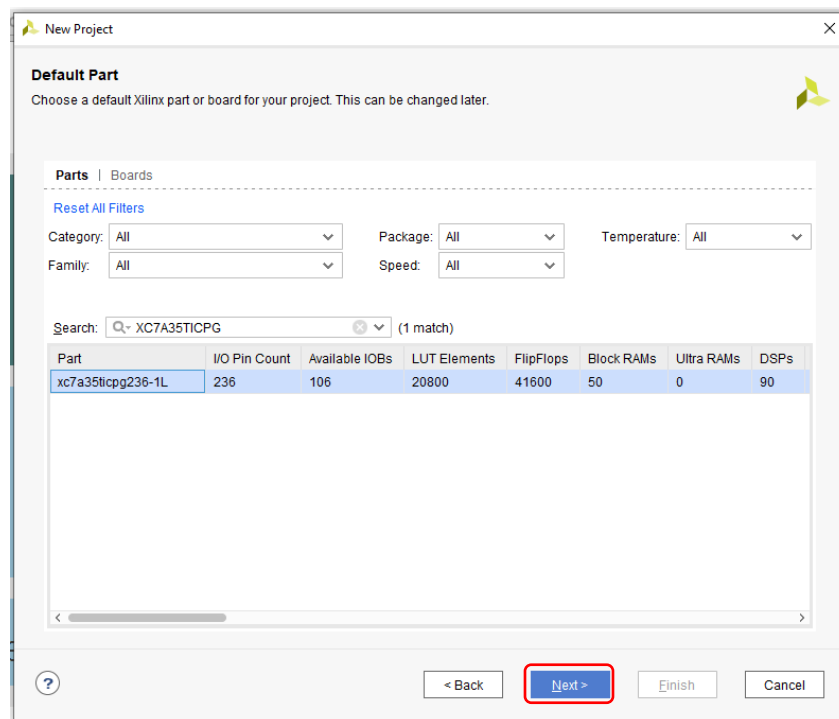 New Project
Default Part
Choose a default Xilinx part or board for your project. This can be changed later.
Parts | Boards
Reset All Filters
Category: All Package: All Temperature: All
Family: All Speed: All
Search: XC7A35TICPG (1 match)
Part I/O Pin Count Available IOBs LUT Elements FlipFlops Block RAMs Ultra RAMs DSPs
xc7a35ticpg236-1L 236 106 20800 41600 50 0 90
? < Back Next > Finish Cancel